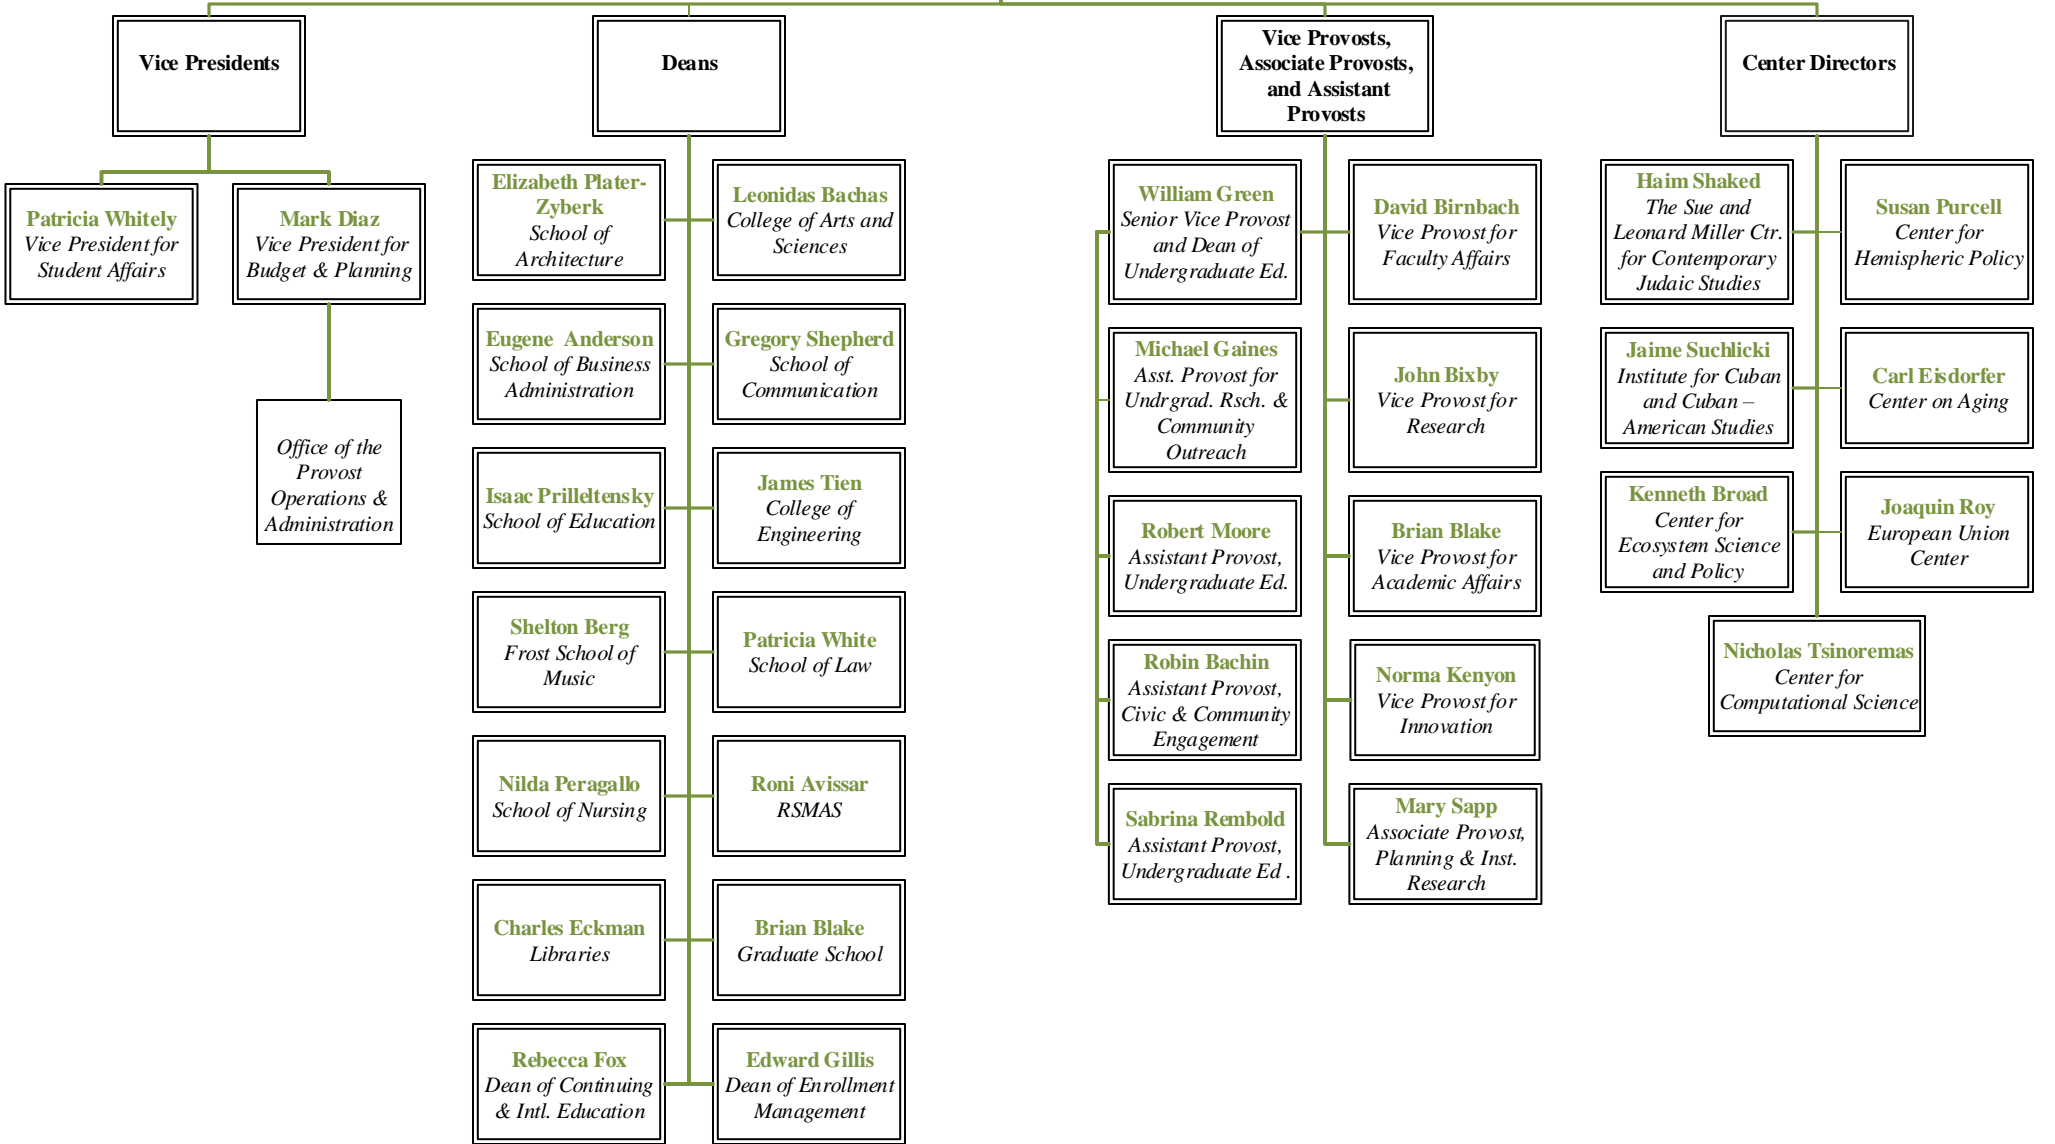 Vice Presidents
Patricia Whitely
Vice President for
Student Affairs
Mark Diaz
Vice President for
Budget & Planning
Office of the
Provost
Operations &
Administration
Deans
Elizabeth Plater-
Zyberk
School of
Architecture
Leonidas Bachas
College of Arts and
Sciences
Eugene Anderson
School of Business
Administration
Gregory Shepherd
School of
Communication
Isaac Prilleltensky
School of Education
James Tien
College of
Engineering
Shelton Berg
Frost School of
Music
Patricia White
School of Law
Nilda Peragallo
School of Nursing
Roni Avissar
RSMAS
Charles Eckman
Libraries
Brian Blake
Graduate School
Rebecca Fox
Dean of Continuing
& Intl. Education
Edward Gillis
Dean of Enrollment
Management
Vice Provosts,
Associate Provosts,
and Assistant
Provosts
William Green
Senior Vice Provost
and Dean of
Undergraduate Ed.
David Birnbach
Vice Provost for
Faculty Affairs
Michael Gaines
Asst. Provost for
Undrgrad. Rsch. &
Community
Outreach
John Bixby
Vice Provost for
Research
Robert Moore
Assistant Provost,
Undergraduate Ed.
Brian Blake
Vice Provost for
Academic Affairs
Robin Bachin
Assistant Provost,
Civic & Community
Engagement
Norma Kenyon
Vice Provost for
Innovation
Sabrina Rembold
Assistant Provost,
Undergraduate Ed .
Mary Sapp
Associate Provost,
Planning & Inst.
Research
Center Directors
Haim Shaked
The Sue and
Leonard Miller Ctr.
for Contemporary
Judaic Studies
Susan Purcell
Center for
Hemispheric Policy
Jaime Suchlicki
Institute for Cuban
and Cuban –
American Studies
Carl Eisdorfer
Center on Aging
Kenneth Broad
Center for
Ecosystem Science
and Policy
Joaquin Roy
European Union
Center
Nicholas Tsinoremas
Center for
Computational Science